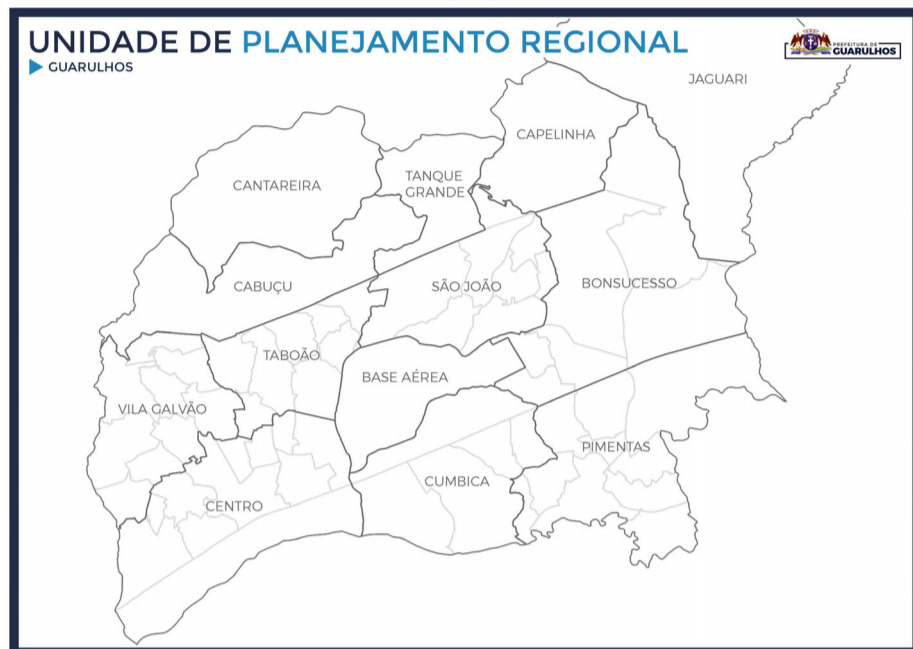 UNIDADE DE PLANEJAMENTO REGIONAL
GUARULHOS
PREFEITURA DE
GUARULHOS
JAGUARI
CAPELINHA
TANQUE
GRANDE
CANTAREIRA
CABUÇU
SÃO JOÃO
BONSUCESSO
TABOÃO
BASE AÉREA
VILA GALVÃO
PIMENTAS
CUMBICA
CENTRO